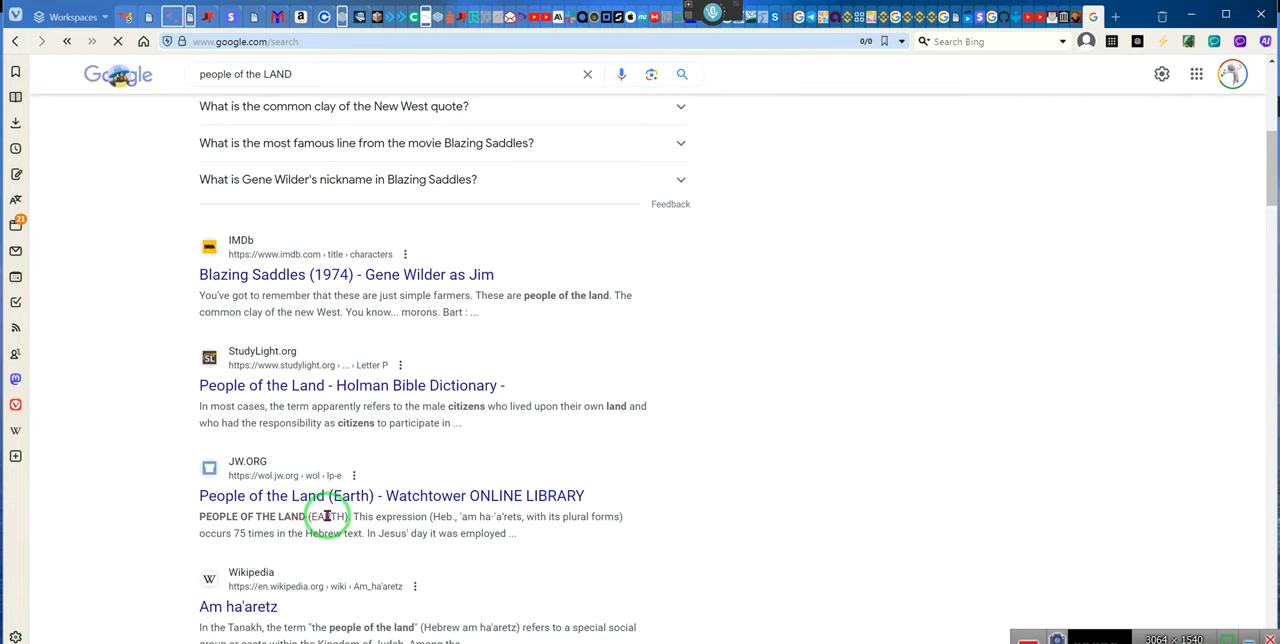 Workspaces
www.google.com/search
0/0
Search Bing
Google
people of the LAND
What is the common clay of the New West quote?
What is the most famous line from the movie Blazing Saddles?
What is Gene Wilder's nickname in Blazing Saddles?
Feedback
IMDb
https://www.imdb.com › title › characters
Blazing Saddles (1974) - Gene Wilder as Jim
You've got to remember that these are just simple farmers. These are people of the land. The
common clay of the new West. You know... morons. Bart : ...
StudyLight.org
https://www.studylight.org › ... › Letter P
People of the Land - Holman Bible Dictionary -
In most cases, the term apparently refers to the male citizens who lived upon their own land and
who had the responsibility as citizens to participate in ...
JW.ORG
https://wol.jw.org › wol › lp-e
People of the Land (Earth) - Watchtower ONLINE LIBRARY
PEOPLE OF THE LAND (EARTH). This expression (Heb., ʽam ha·ʼaʹrets, with its plural forms)
occurs 75 times in the Hebrew text. In Jesus' day it was employed ...
Wikipedia
https://en.wikipedia.org › wiki › Am_ha'aretz
Am ha'aretz
In the Tanakh, the term "the people of the land" (Hebrew am ha'aretz) refers to a special social
21
3064 × 1540